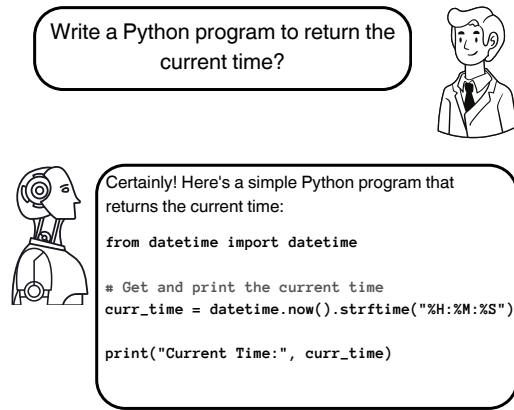 Write a Python program to return the
current time?
Certainly! Here's a simple Python program that
returns the current time:
from datetime import datetime
# Get and print the current time
curr_time = datetime.now().strftime("%H:%M:%S")
print("Current Time:", curr_time)